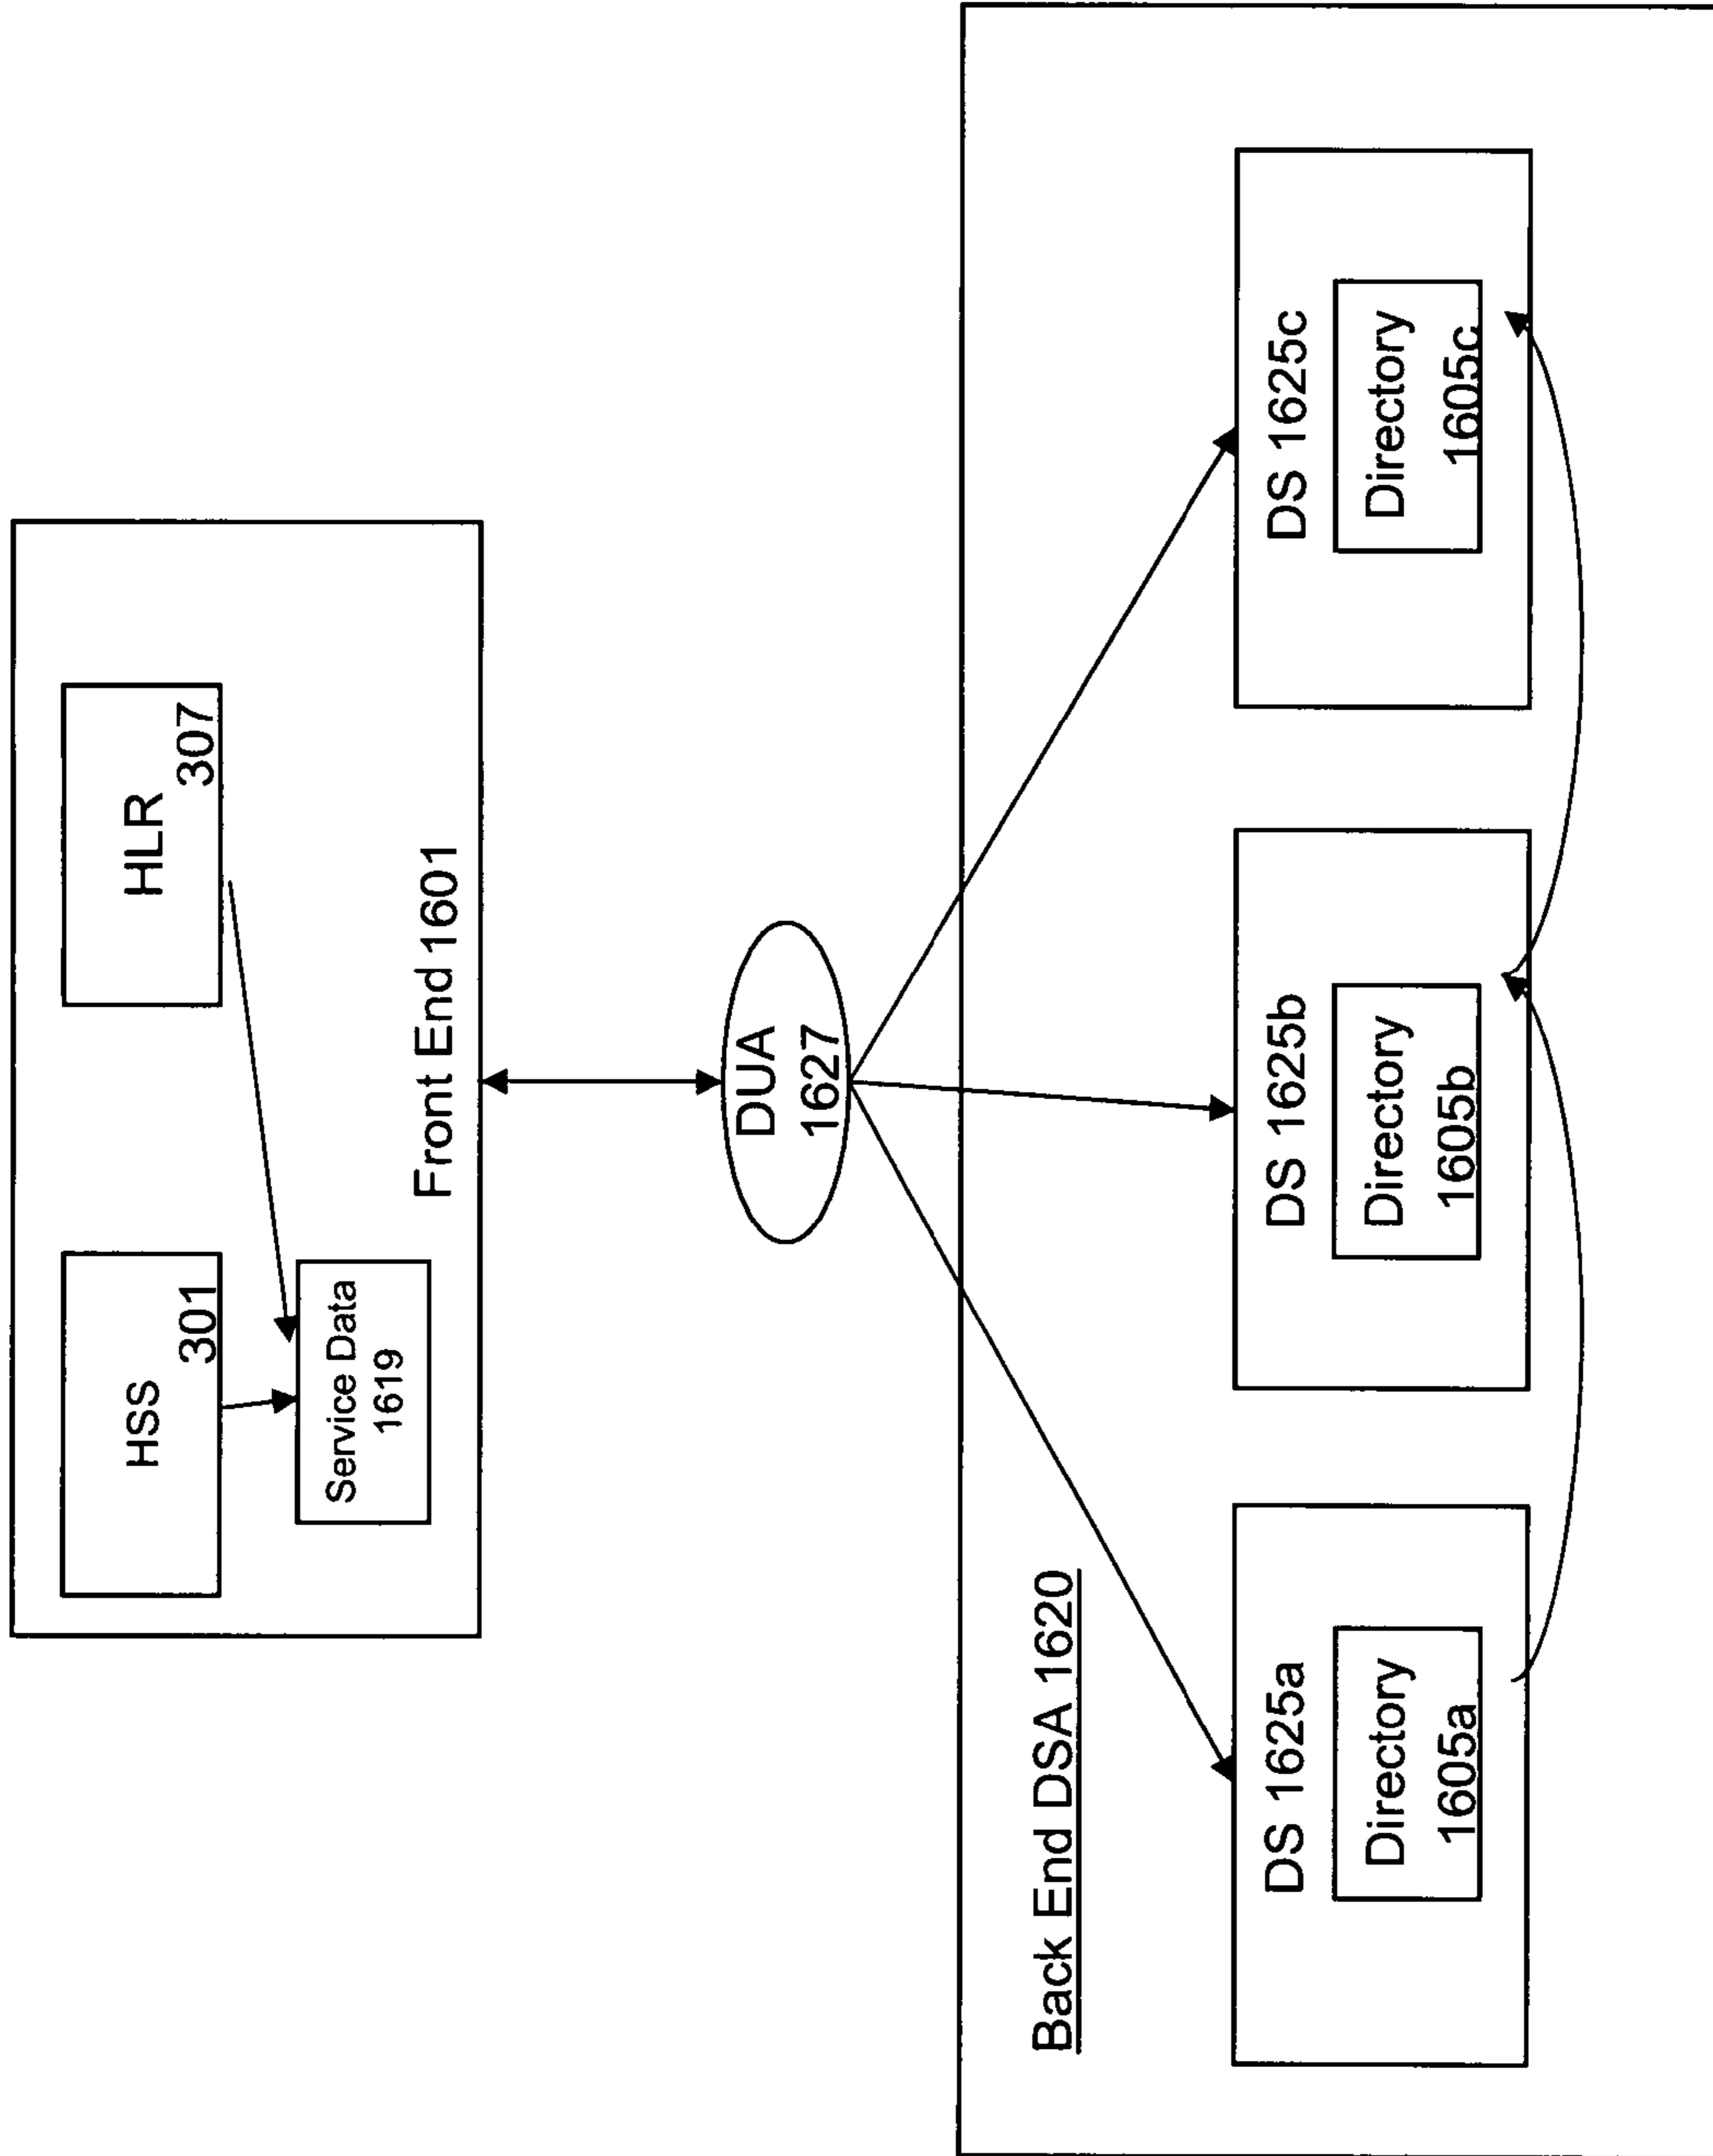 HSS
301
HLR
307
Service Data
1619
Front End 1601
DUA
1627
Back End DSA 1620
DS 1625a
Directory
1605a
DS 1625b
Directory
1605b
DS 1625c
Directory
1605c